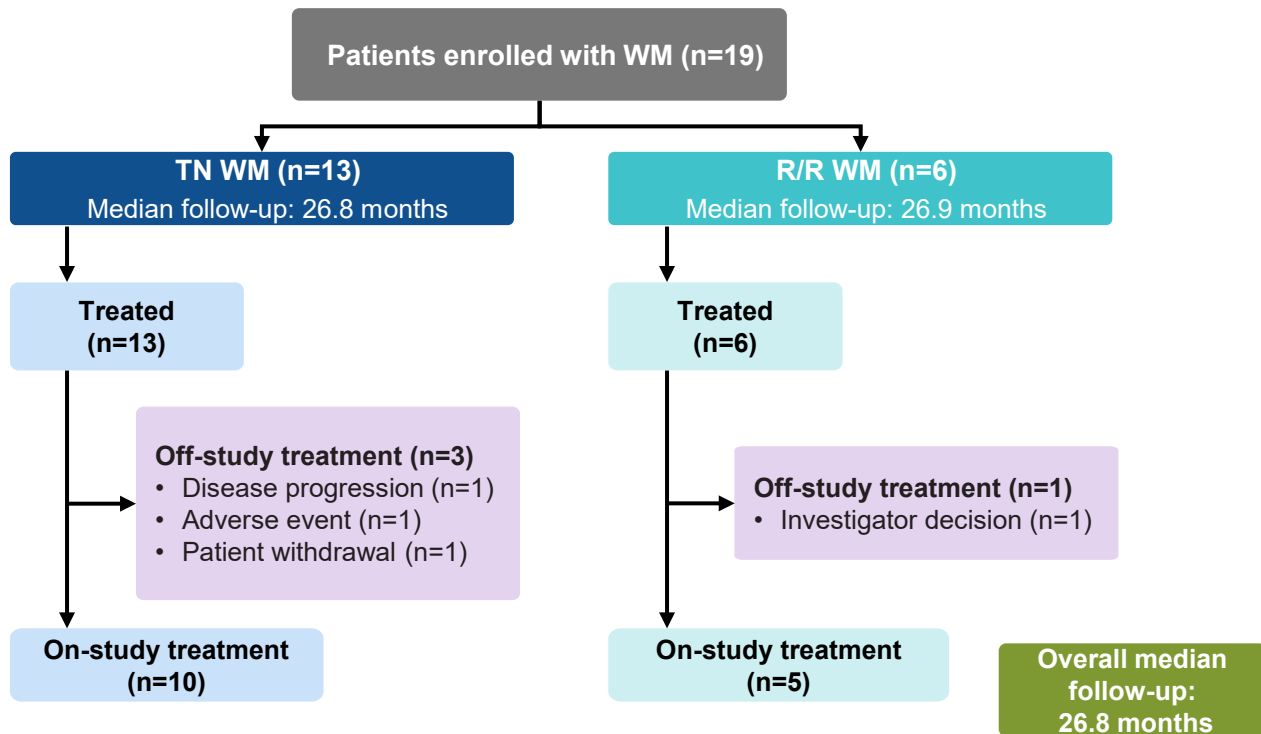 Patients enrolled with WM (n=19)
TN WM (n=13)
Median follow-up: 26.8 months
R/R WM (n=6)
Median follow-up: 26.9 months
Treated
(n=13)
Treated
(n=6)
Off-study treatment (n=3)
• Disease progression (n=1)
• Adverse event (n=1)
• Patient withdrawal (n=1)
Off-study treatment (n=1)
• Investigator decision (n=1)
On-study treatment
(n=10)
On-study treatment
(n=5)
Overall median
follow-up:
26.8 months